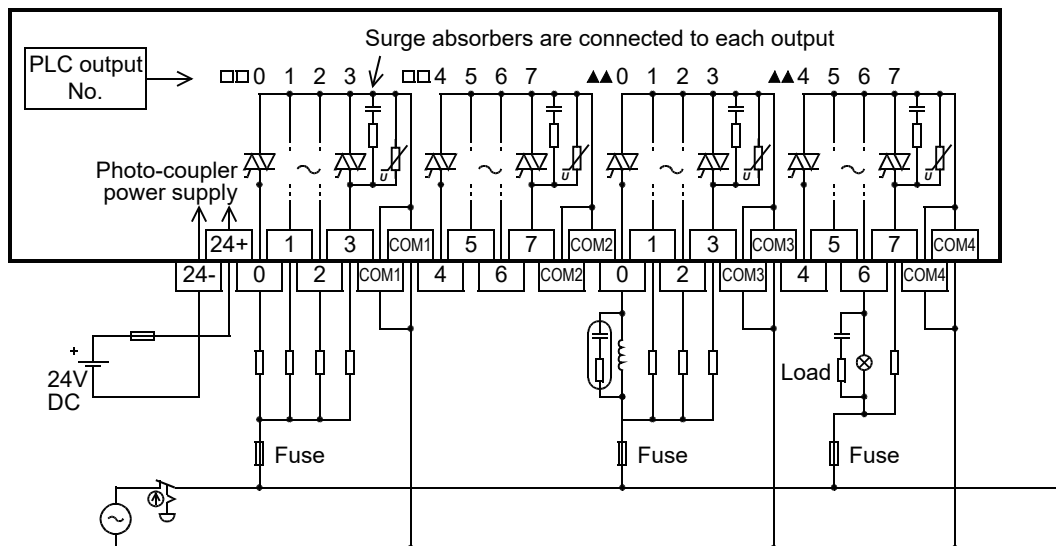 Surge absorbers are connected to each output
PLC output
No.
□□0 1 2 3 □□4 5 6 7 ▲▲0 1 2 3 ▲▲4 5 6 7
U U U U
Photo-coupler
power supply
24+ 1 3 COM1 5 7 COM2 1 3 COM3 5 7 COM4
24- 0 2 COM1 4 6 COM2 0 2 COM3 4 6 COM4
+
24V
DC
Load
Fuse Fuse Fuse